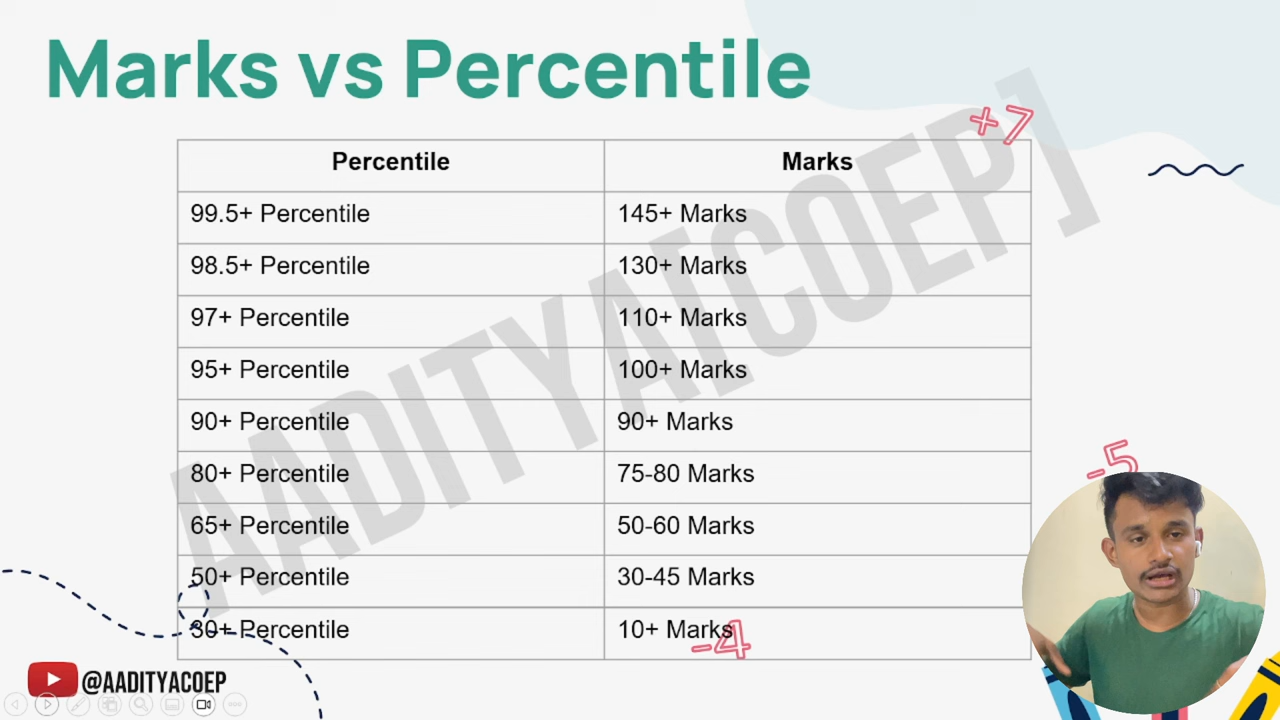 Marks vs Percentile
+7
Percentile Marks
99.5+ Percentile 145+ Marks
98.5+ Percentile 130+ Marks
97+ Percentile 110+ Marks
95+ Percentile 100+ Marks
90+ Percentile 90+ Marks
80+ Percentile 75-80 Marks
-5
65+ Percentile 50-60 Marks
50+ Percentile 30-45 Marks
30+ Percentile 10+ Marks
-4
AADITYA[COEP]
@AADITYACOEP